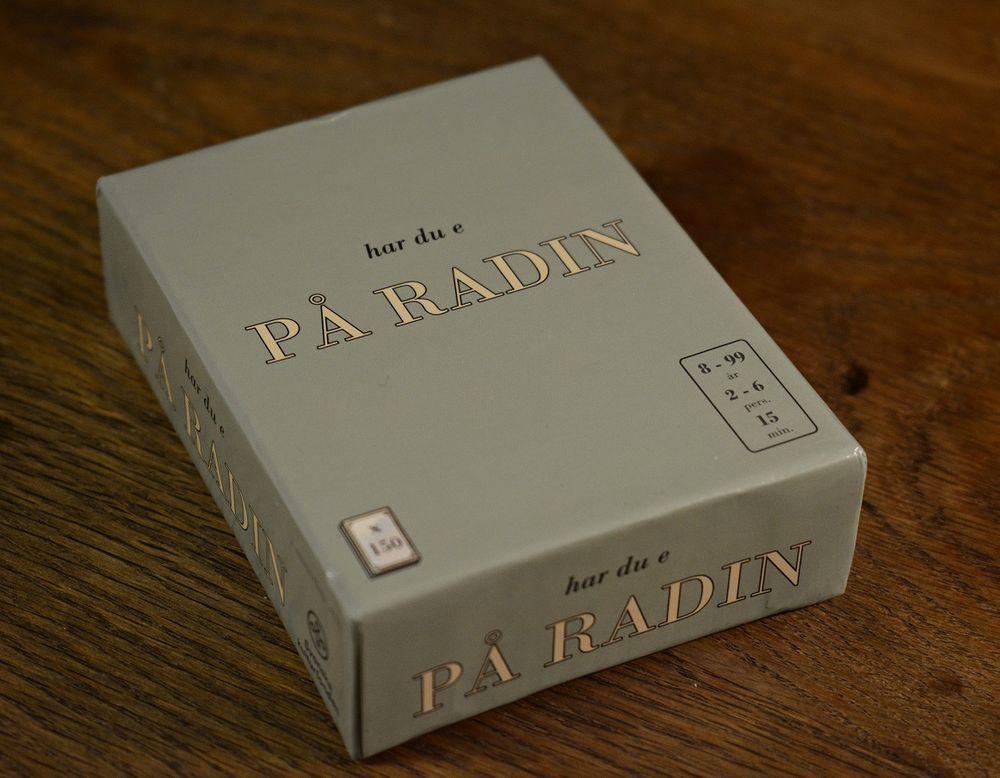 har du e
PÅ RADIN
8 - 99
år
2 - 6
pers.
15
min.
150
har du e
PÅ RADIN
har du e
PÅ RADIN